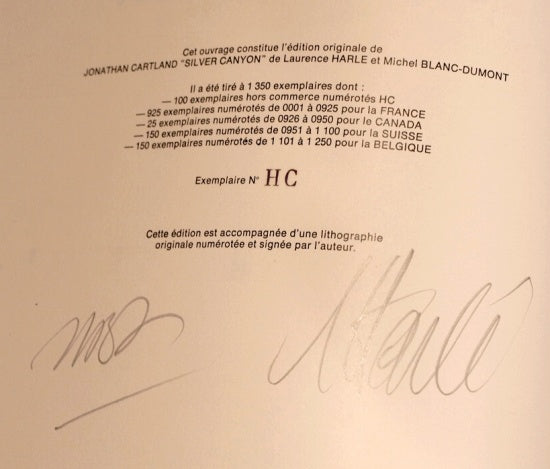 Cet ouvrage constitue l'édition originale de
JONATHAN CARTLAND "SILVER CANYON" de Laurence HARLE et Michel BLANC-DUMONT
Il a été tiré à 1 350 exemplaires dont :
— 100 exemplaires hors commerce numérotés HC
— 925 exemplaires numérotés de 0001 à 0925 pour la FRANCE
— 25 exemplaires numérotés de 0926 à 0950 pour le CANADA
— 150 exemplaires numérotés de 0951 à 1 100 pour la SUISSE
— 150 exemplaires numérotés de 1 101 à 1 250 pour la BELGIQUE
Exemplaire N° HC
Cette édition est accompagnée d'une lithographie
originale numérotée et signée par l'auteur.
LHarlé